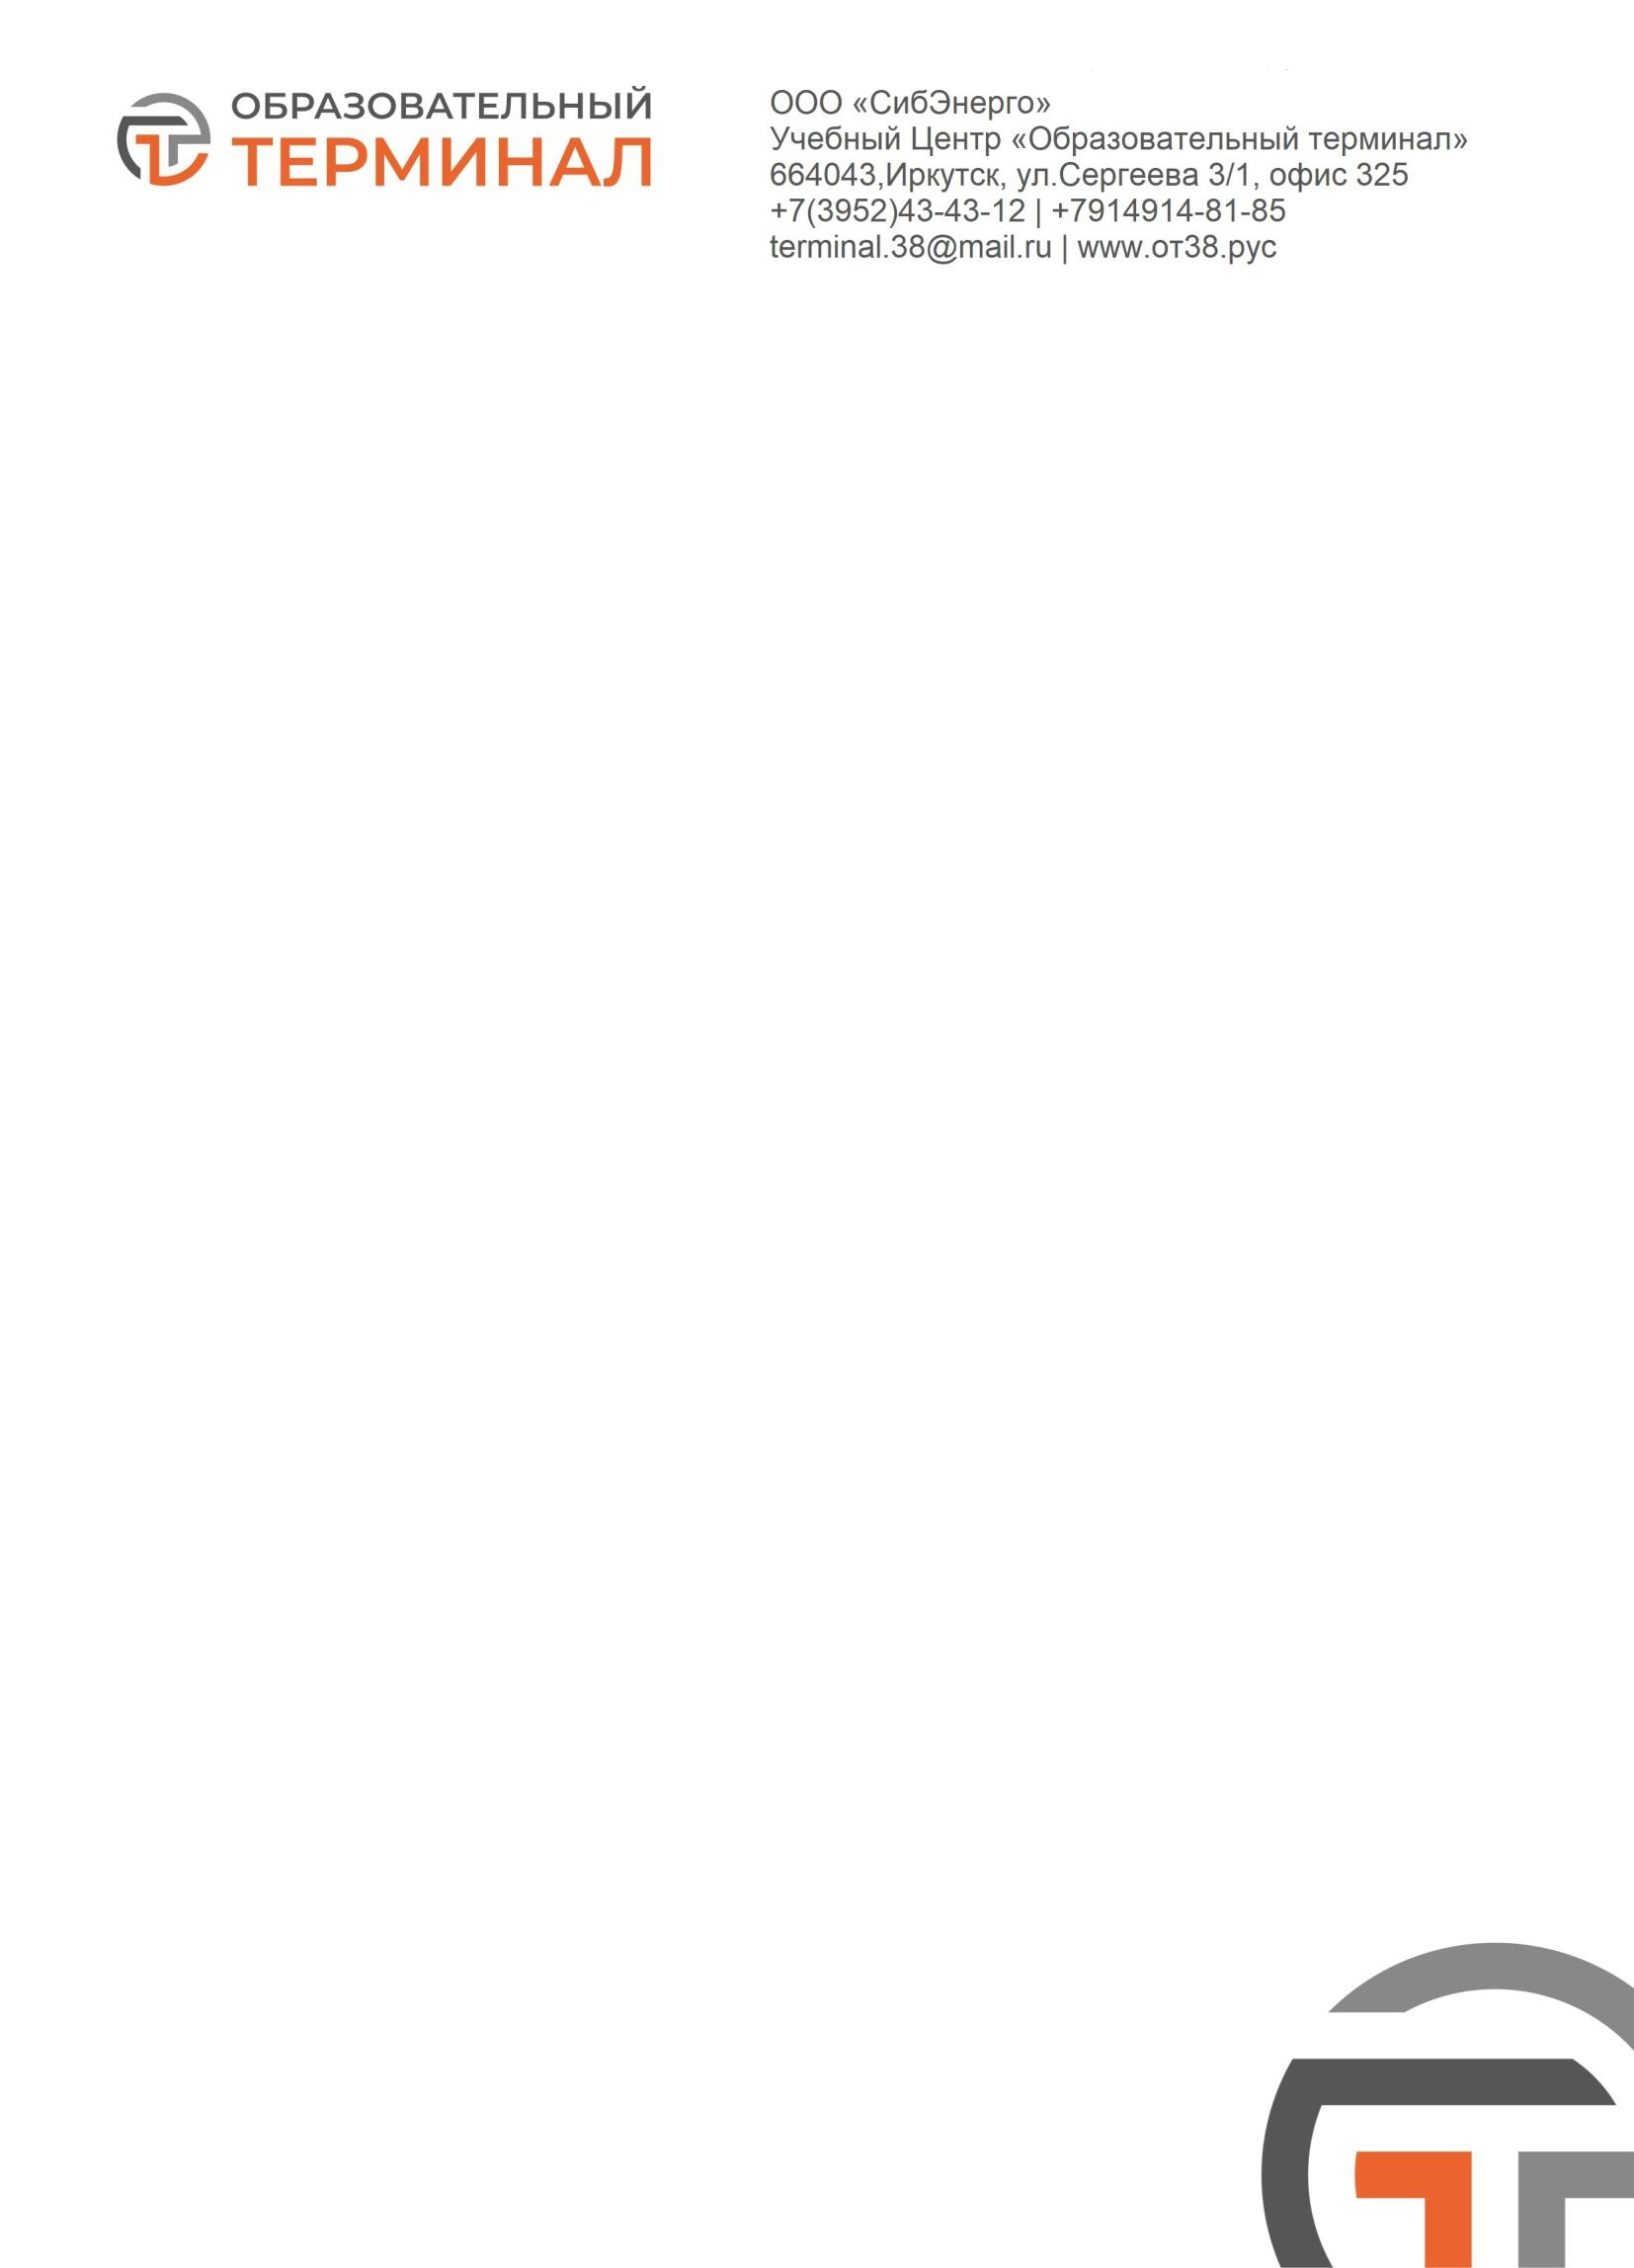 ОБРАЗОВАТЕЛЬНЫЙ
ТЕРМИНАЛ
ООО «СибЭнерго»
Учебный Центр «Образовательный терминал»
664043,Иркутск, ул.Сергеева 3/1, офис 325
+7(3952)43-43-12 | +7914914-81-85
terminal.38@mail.ru | www.от38.рус